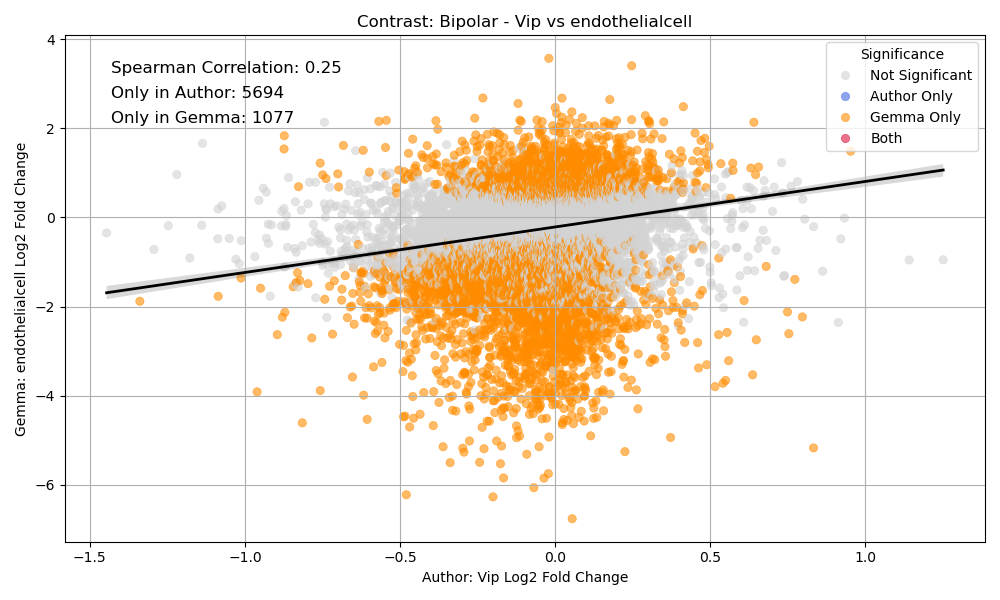 Contrast: Bipolar - Vip vs endothelialcell
Spearman Correlation: 0.25
Only in Author: 5694
Only in Gemma: 1077
Significance
Not Significant
Author Only
Gemma Only
Both
Gemma: endothelialcell Log2 Fold Change
4
2
0
−2
−4
−6
−1.5
−1.0
−0.5
0.0
0.5
1.0
Author: Vip Log2 Fold Change